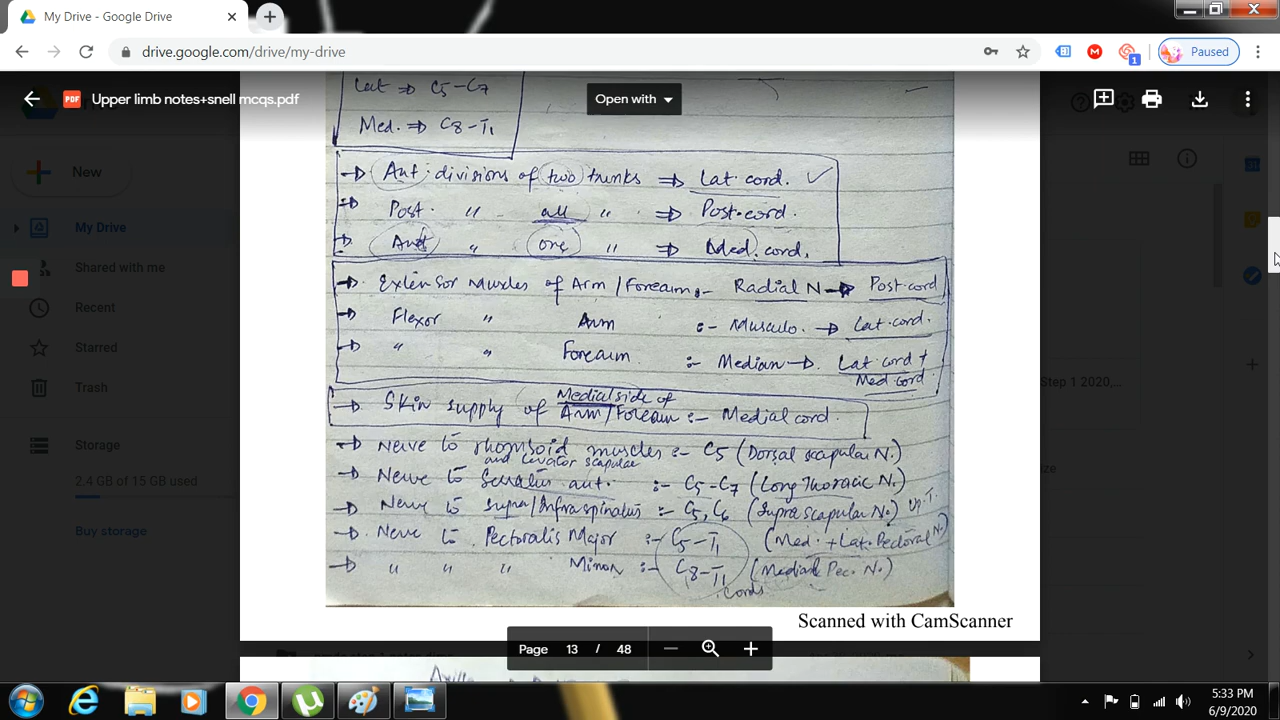 My Drive - Google Drive
drive.google.com/drive/my-drive
Paused
1
Upper limb notes+snell mcqs.pdf
Open with
New
My Drive
Shared with me
Recent
Starred
Trash
Storage
2.4 GB of 15 GB used
Buy storage
Step 1 2020,
Lat ⇒ C5-C7
Med. ⇒ C8-T1
→ Ant. divisions of two trunks ⇒ Lat. cord. ✓
→ Post. " all " ⇒ Post. cord.
→ Ant " one " ⇒ Med. cord.
→ Extensor Muscles of Arm/Forearm :- Radial N → Post. cord
→ Flexor " Arm :- Musculo. → Lat. cord.
→ " " Forearm :- Median → Lat. cord +
Med cord
Medial side of
→ Skin supply of Arm/Forearm :- Medial cord.
→ Nerve to rhomboid muscles :- C5 (Dorsal scapular N.)
and levator scapulae
→ Nerve to Serratus ant. :- C5-C7 (Long Thoracic N.)
→ Nerve to Supra/Infraspinatus :- C5, C6 (Suprascapular N.) Up.T.
→ Nerve to Pectoralis Major :- C5-T1 (Med. + Lat. Pectoral N.)
→ " " " Minor :- C8-T1 (Medial Pec. N.)
cords
Scanned with CamScanner
Page 13 / 48
5:33 PM
6/9/2020